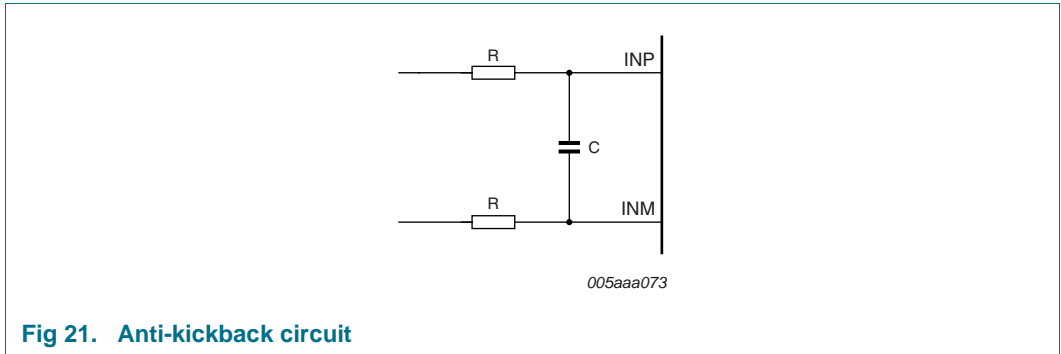 R
INP
C
R
INM
005aaa073
Fig 21. Anti-kickback circuit